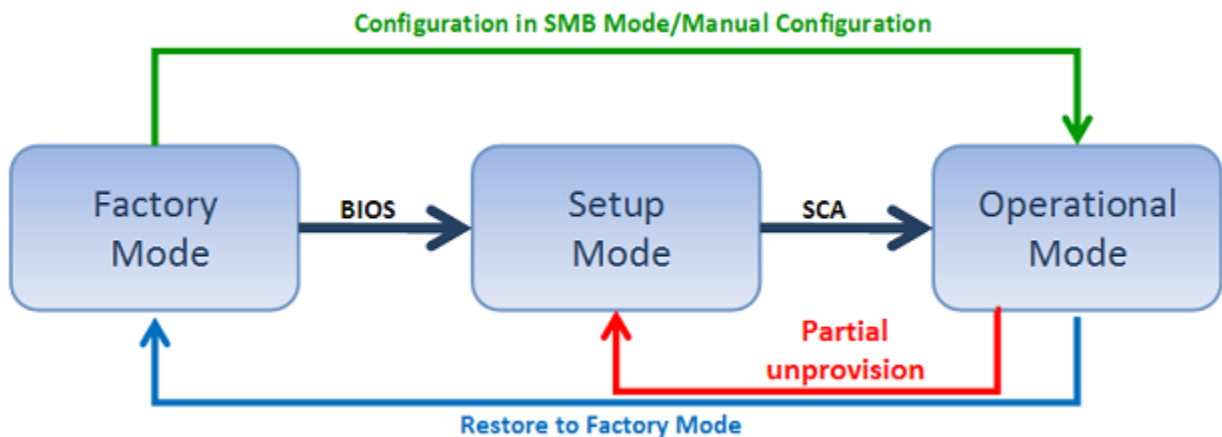 Configuration in SMB Mode/Manual Configuration
Factory
Mode
BIOS
Setup
Mode
SCA
Operational
Mode
Partial
unprovision
Restore to Factory Mode